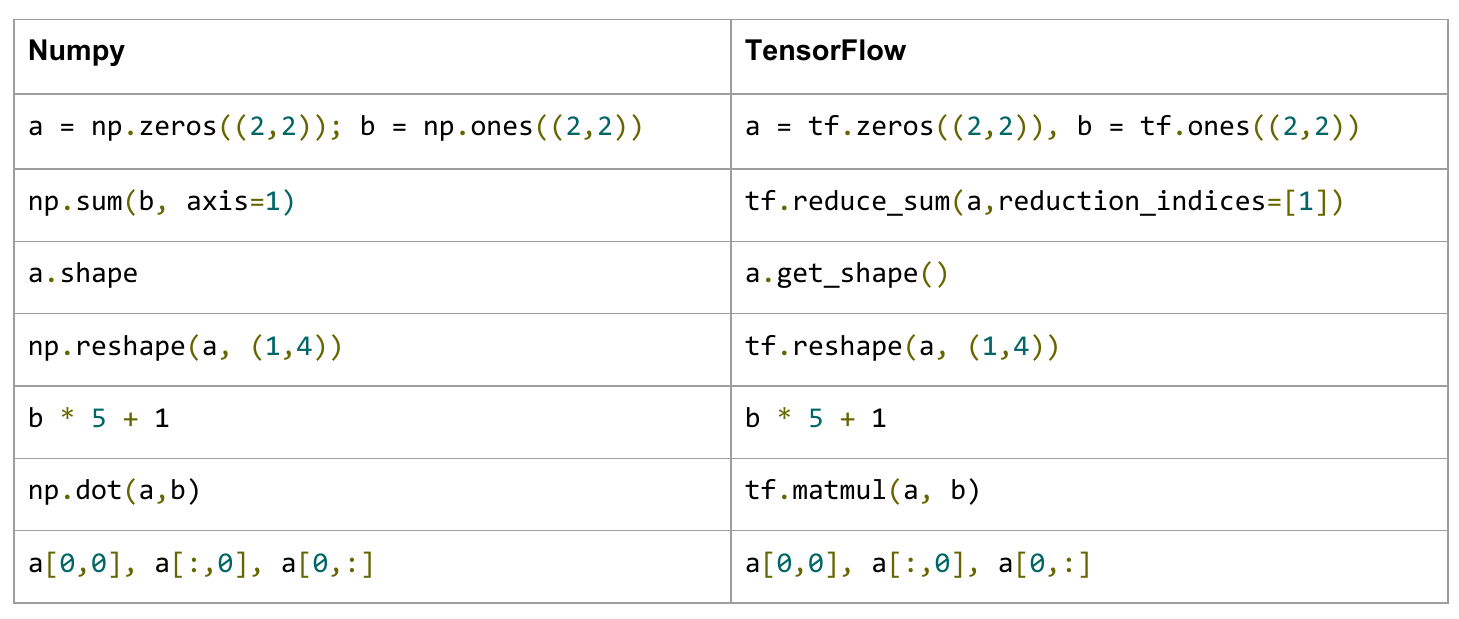 Numpy TensorFlow
a = np.zeros((2,2)); b = np.ones((2,2)) a = tf.zeros((2,2)), b = tf.ones((2,2))
np.sum(b, axis=1) tf.reduce_sum(a,reduction_indices=[1])
a.shape a.get_shape()
np.reshape(a, (1,4)) tf.reshape(a, (1,4))
b * 5 + 1 b * 5 + 1
np.dot(a,b) tf.matmul(a, b)
a[0,0], a[:,0], a[0,:] a[0,0], a[:,0], a[0,:]